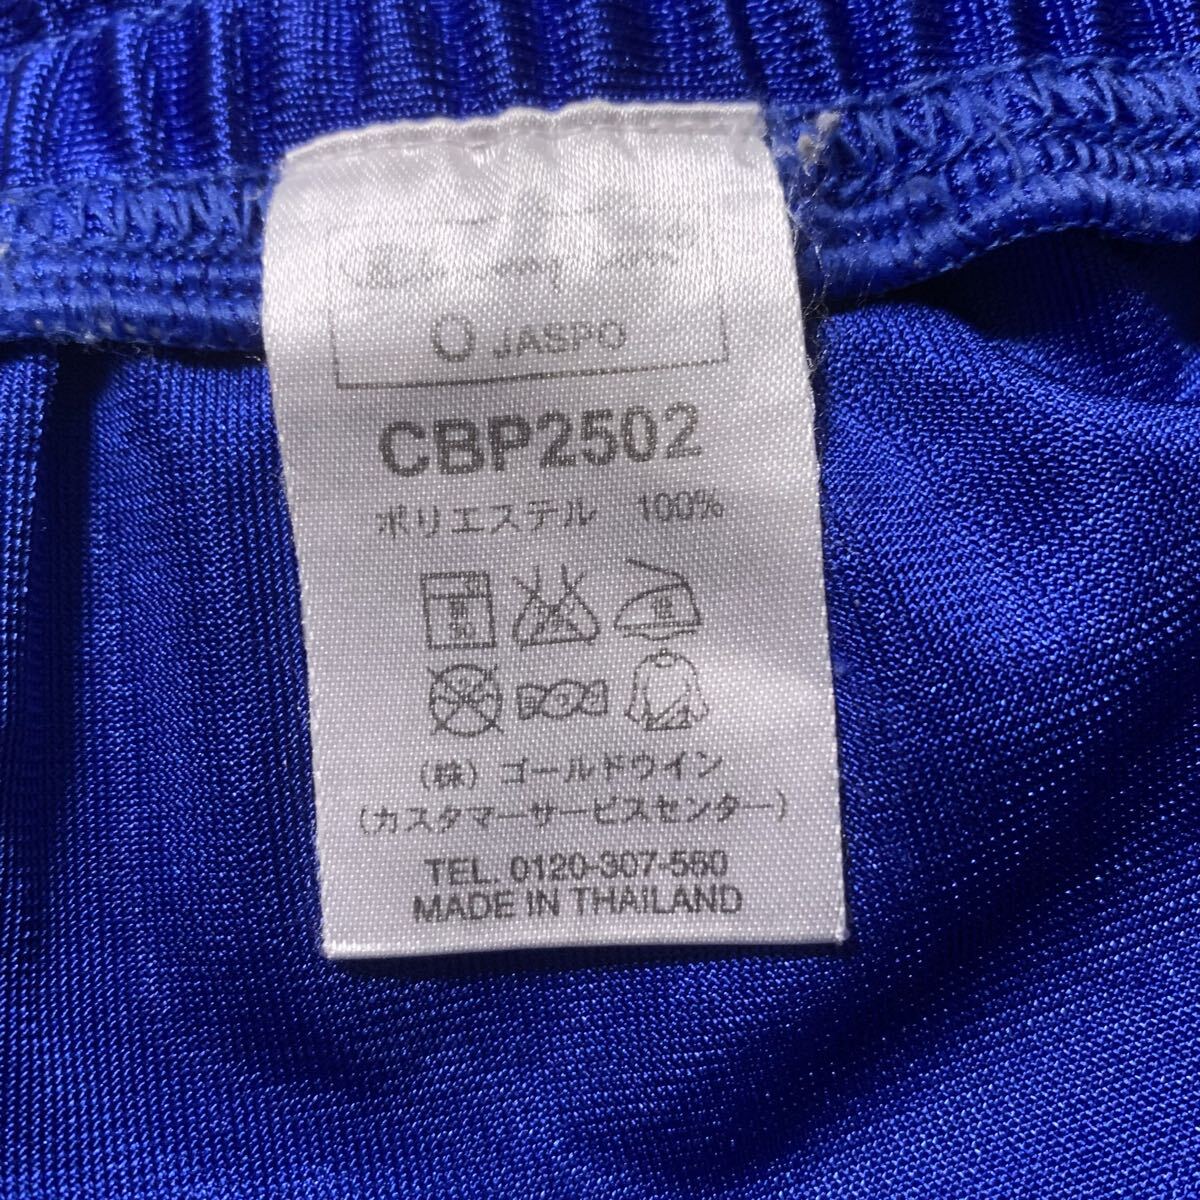 JASPO
CBP2502
ポリエステル 100%
(株) ゴールドウイン
(カスタマーサービスセンター)
TEL. 0120-307-560
MADE IN THAILAND